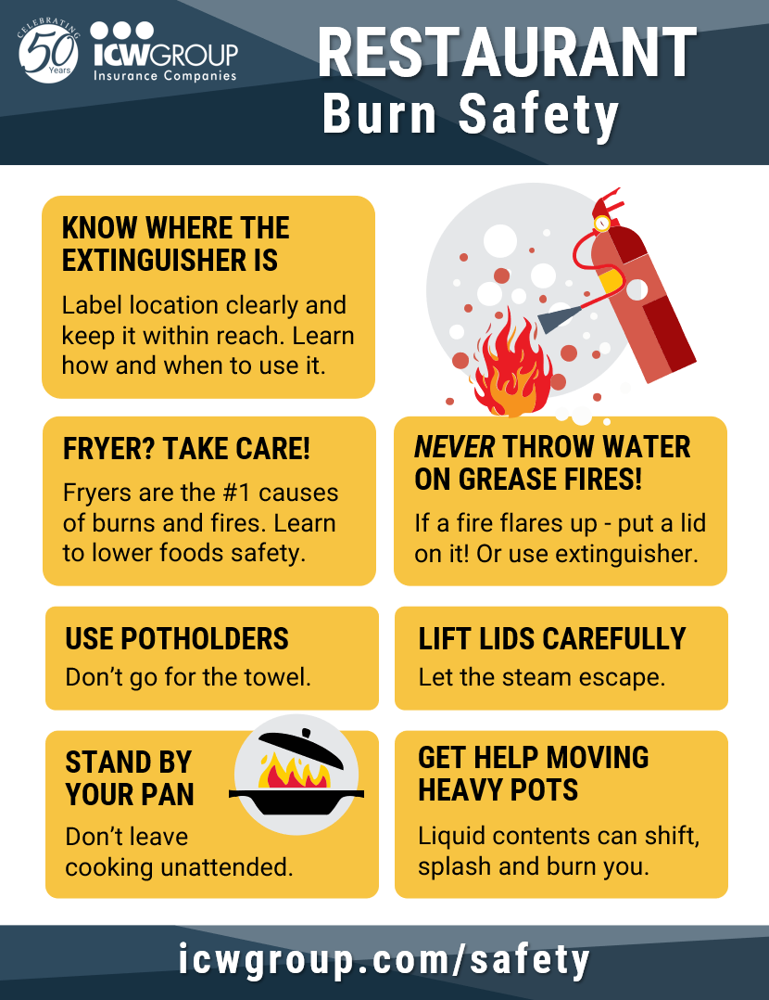 CELEBRATING
50
Years
ICWGROUP
Insurance Companies
RESTAURANT
Burn Safety
KNOW WHERE THE
EXTINGUISHER IS
Label location clearly and
keep it within reach. Learn
how and when to use it.
FRYER? TAKE CARE!
Fryers are the #1 causes
of burns and fires. Learn
to lower foods safety.
NEVER THROW WATER
ON GREASE FIRES!
If a fire flares up - put a lid
on it! Or use extinguisher.
USE POTHOLDERS
Don’t go for the towel.
LIFT LIDS CAREFULLY
Let the steam escape.
STAND BY
YOUR PAN
Don’t leave
cooking unattended.
GET HELP MOVING
HEAVY POTS
Liquid contents can shift,
splash and burn you.
icwgroup.com/safety